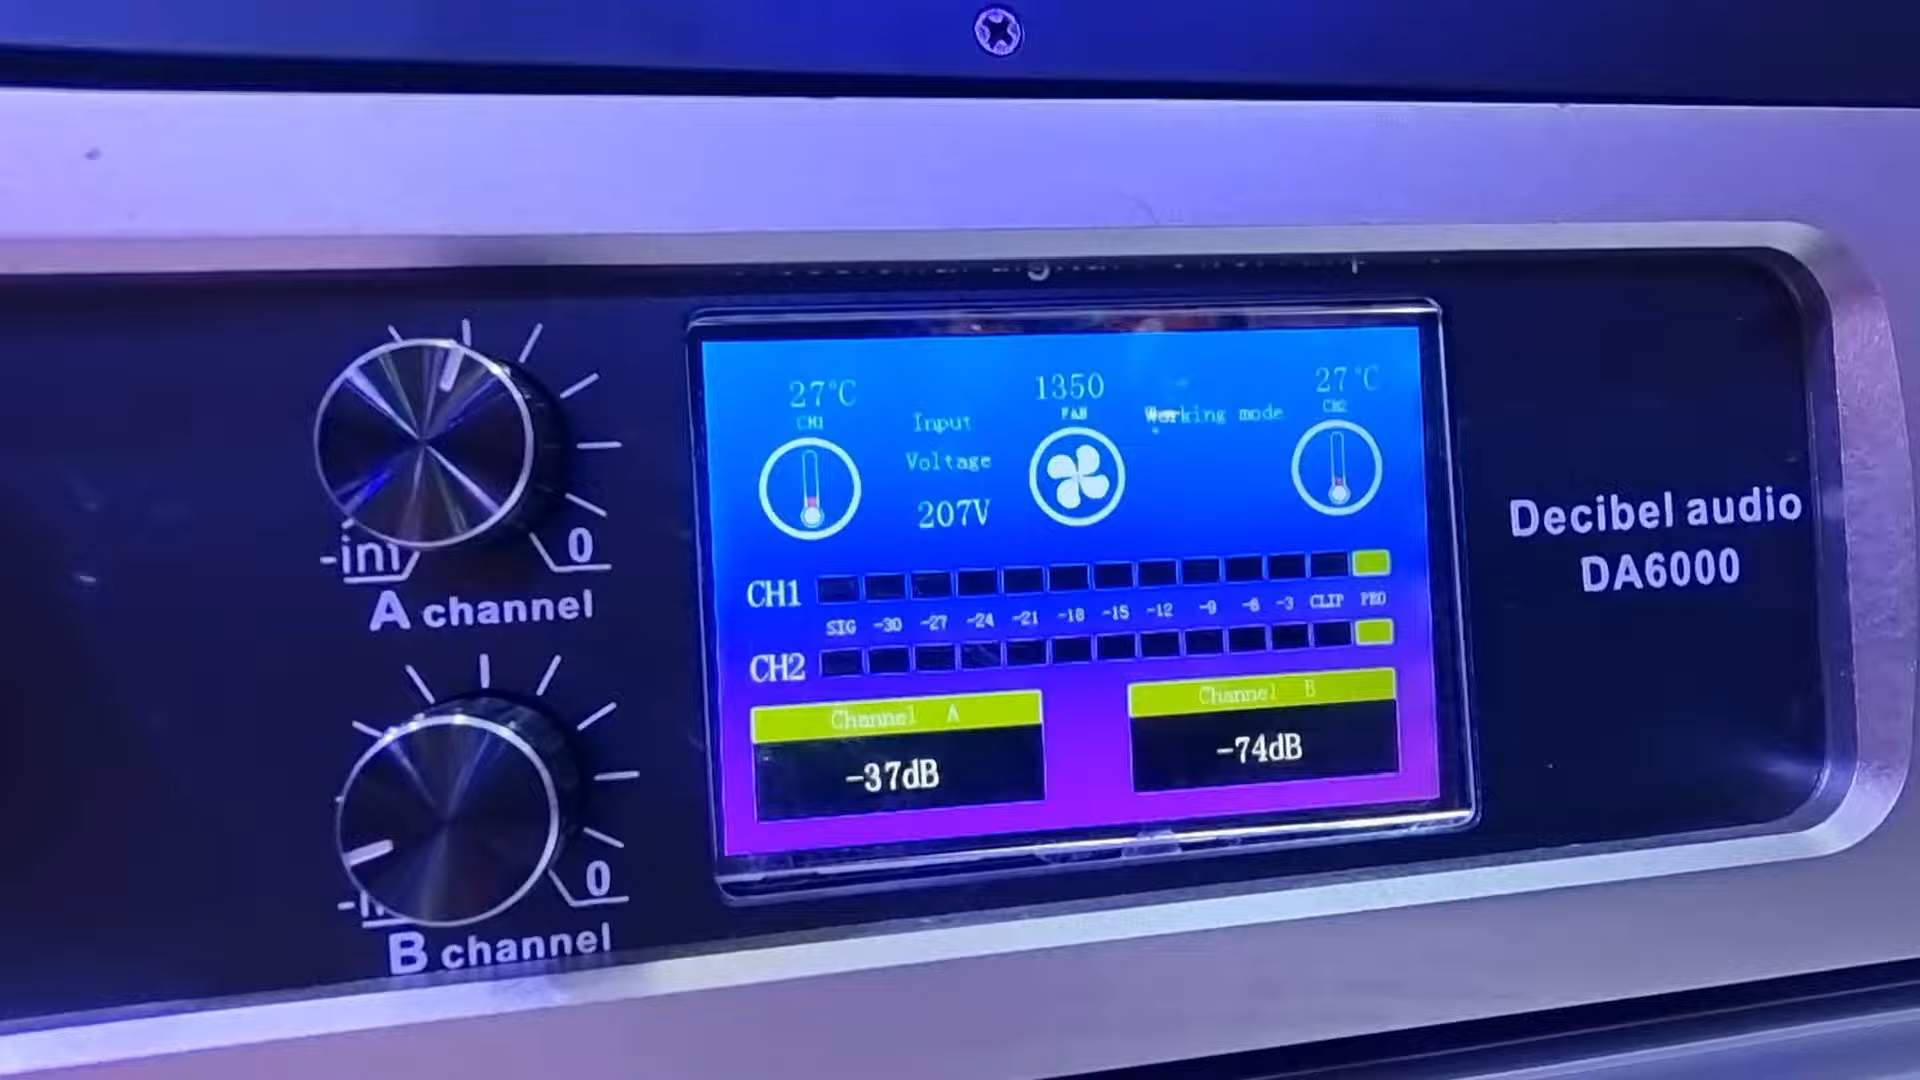 27°C
CH1
Input
Voltage
207V
1350
FAN
Working mode
27°C
CH2
CH1
SIG -30 -27 -24 -21 -18 -15 -12 -9 -6 -3 CLIP PRO
CH2
Channel A
-37dB
Channel B
-74dB
0
A channel
0
B channel
Decibel audio
DA6000